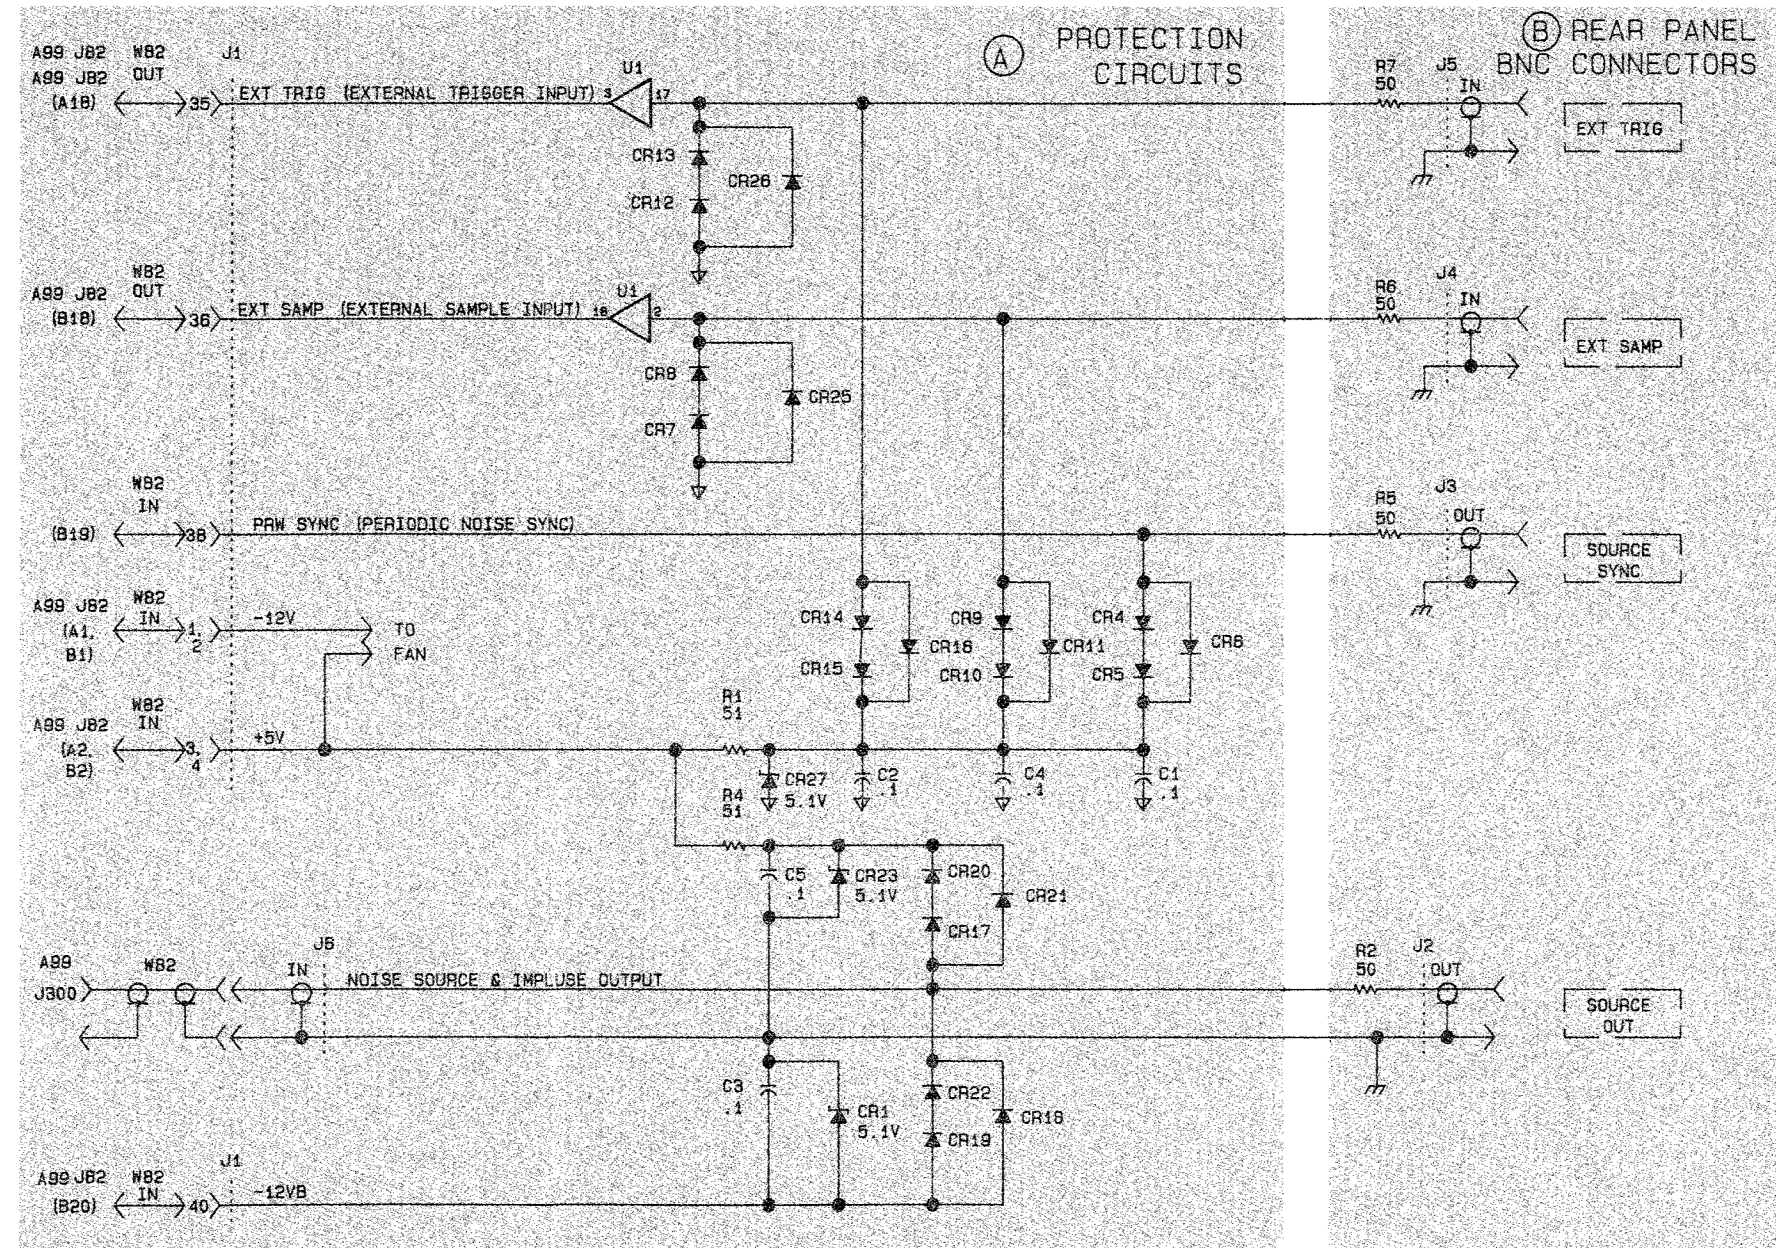 A PROTECTION
CIRCUITS
B REAR PANEL
BNC CONNECTORS
A99 J82 W82 J1
A99 J82 OUT
(A18) 35 EXT TRIG (EXTERNAL TRIGGER INPUT) 3 U1 17
R7
50
J5
IN
EXT TRIG
CR13
CR26
CR12
W82
A99 J82 OUT
(B18) 36 EXT SAMP (EXTERNAL SAMPLE INPUT) 18 U1 2
R6
50
J4
IN
EXT SAMP
CR8
CR25
CR7
W82
IN
(B19) 38 PRW SYNC (PERIODIC NOISE SYNC)
R5
50
J3
OUT
SOURCE
SYNC
A99 J82 W82
IN
(A1,
B1)
1,
2
-12V
TO
FAN
CR14
CR16
CR15
CR9
CR11
CR10
CR4
CR6
CR5
A99 J82 W82
IN
(A2,
B2)
3,
4
+5V
R1
51
CR27
5.1V
C2
.1
C4
.1
C1
.1
R4
51
C5
.1
CR23
5.1V
CR20
CR21
CR17
A99
J300
W82
J6
IN
NOISE SOURCE & IMPLUSE OUTPUT
R2
50
J2
OUT
SOURCE
OUT
C3
.1
CR1
5.1V
CR22
CR18
CR19
A99 J82 W82 J1
IN
(B20) 40 -12VB